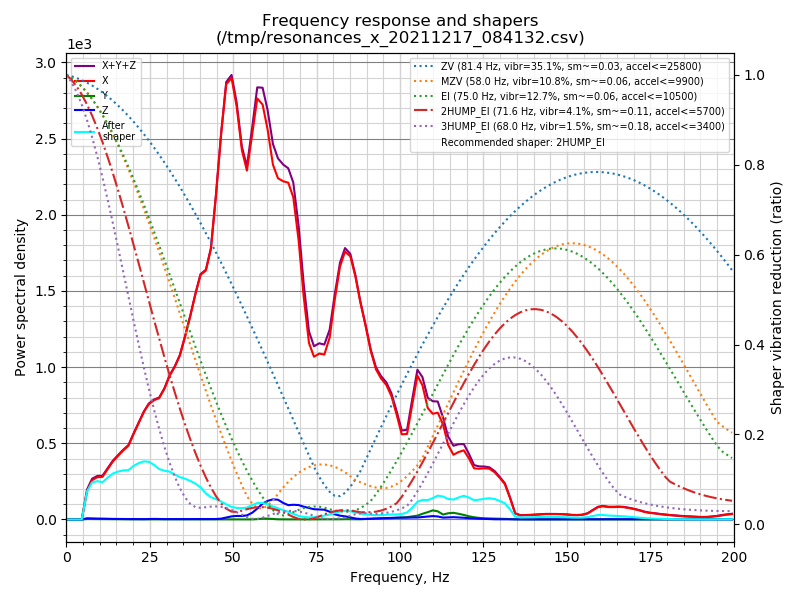 Frequency response and shapers
(/tmp/resonances_x_20211217_084132.csv)
1e3
X+Y+Z
X
Y
Z
After
shaper
ZV (81.4 Hz, vibr=35.1%, sm~=0.03, accel<=25800)
MZV (58.0 Hz, vibr=10.8%, sm~=0.06, accel<=9900)
EI (75.0 Hz, vibr=12.7%, sm~=0.06, accel<=10500)
2HUMP_EI (71.6 Hz, vibr=4.1%, sm~=0.11, accel<=5700)
3HUMP_EI (68.0 Hz, vibr=1.5%, sm~=0.18, accel<=3400)
Recommended shaper: 2HUMP_EI
Power spectral density
3.0
2.5
2.0
1.5
1.0
0.5
0.0
1.0
0.8
0.6
0.4
0.2
0.0
Shaper vibration reduction (ratio)
0
25
50
75
100
125
150
175
200
Frequency, Hz